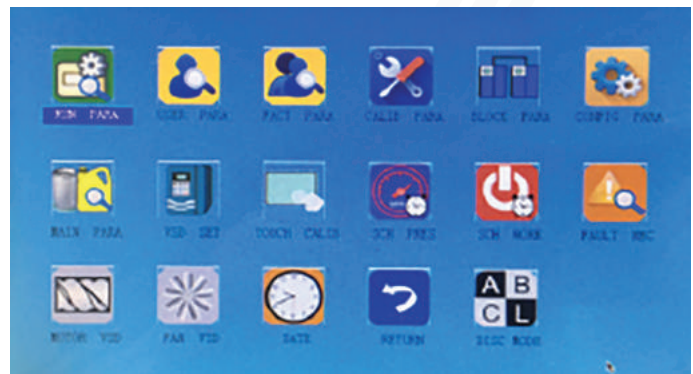 RUN PARA USER PARA FACT PARA CALIB PARA BLOCK PARA CONFIG PARA
MAIN PARA VSD SET TOUCH CALIB SCH PRES SCH WORK FAULT REC
A B
C L
MOTOR VSD FAN VSD DATE RETURN DISC MODE